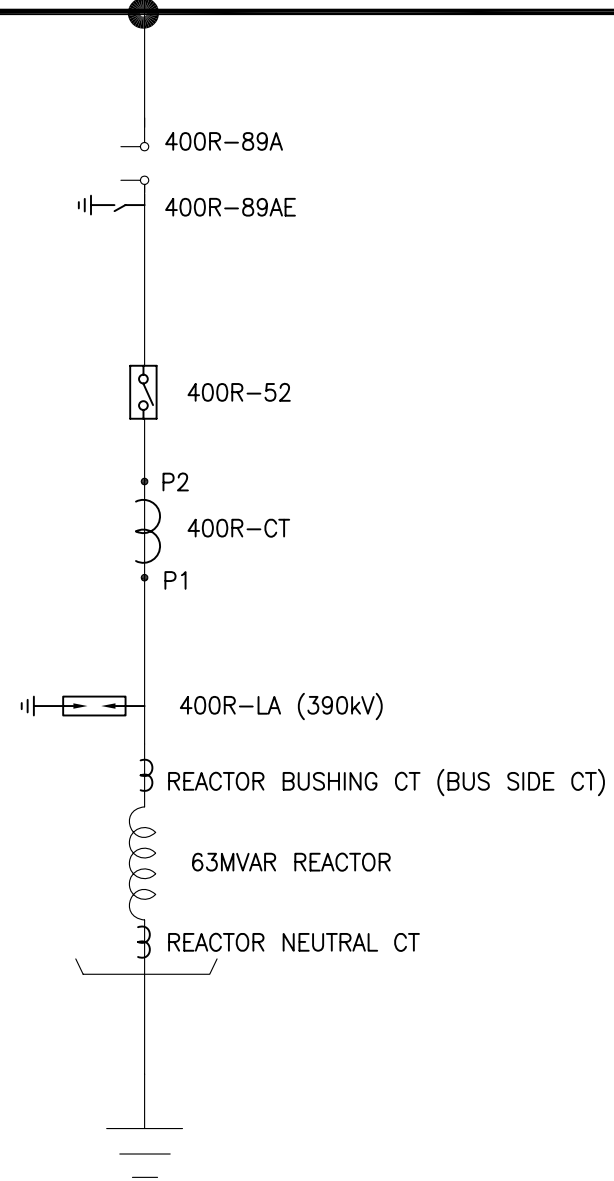 400R-89A
400R-89AE
400R-52
P2
400R-CT
P1
400R-LA (390kV)
REACTOR BUSHING CT (BUS SIDE CT)
63MVAR REACTOR
REACTOR NEUTRAL CT